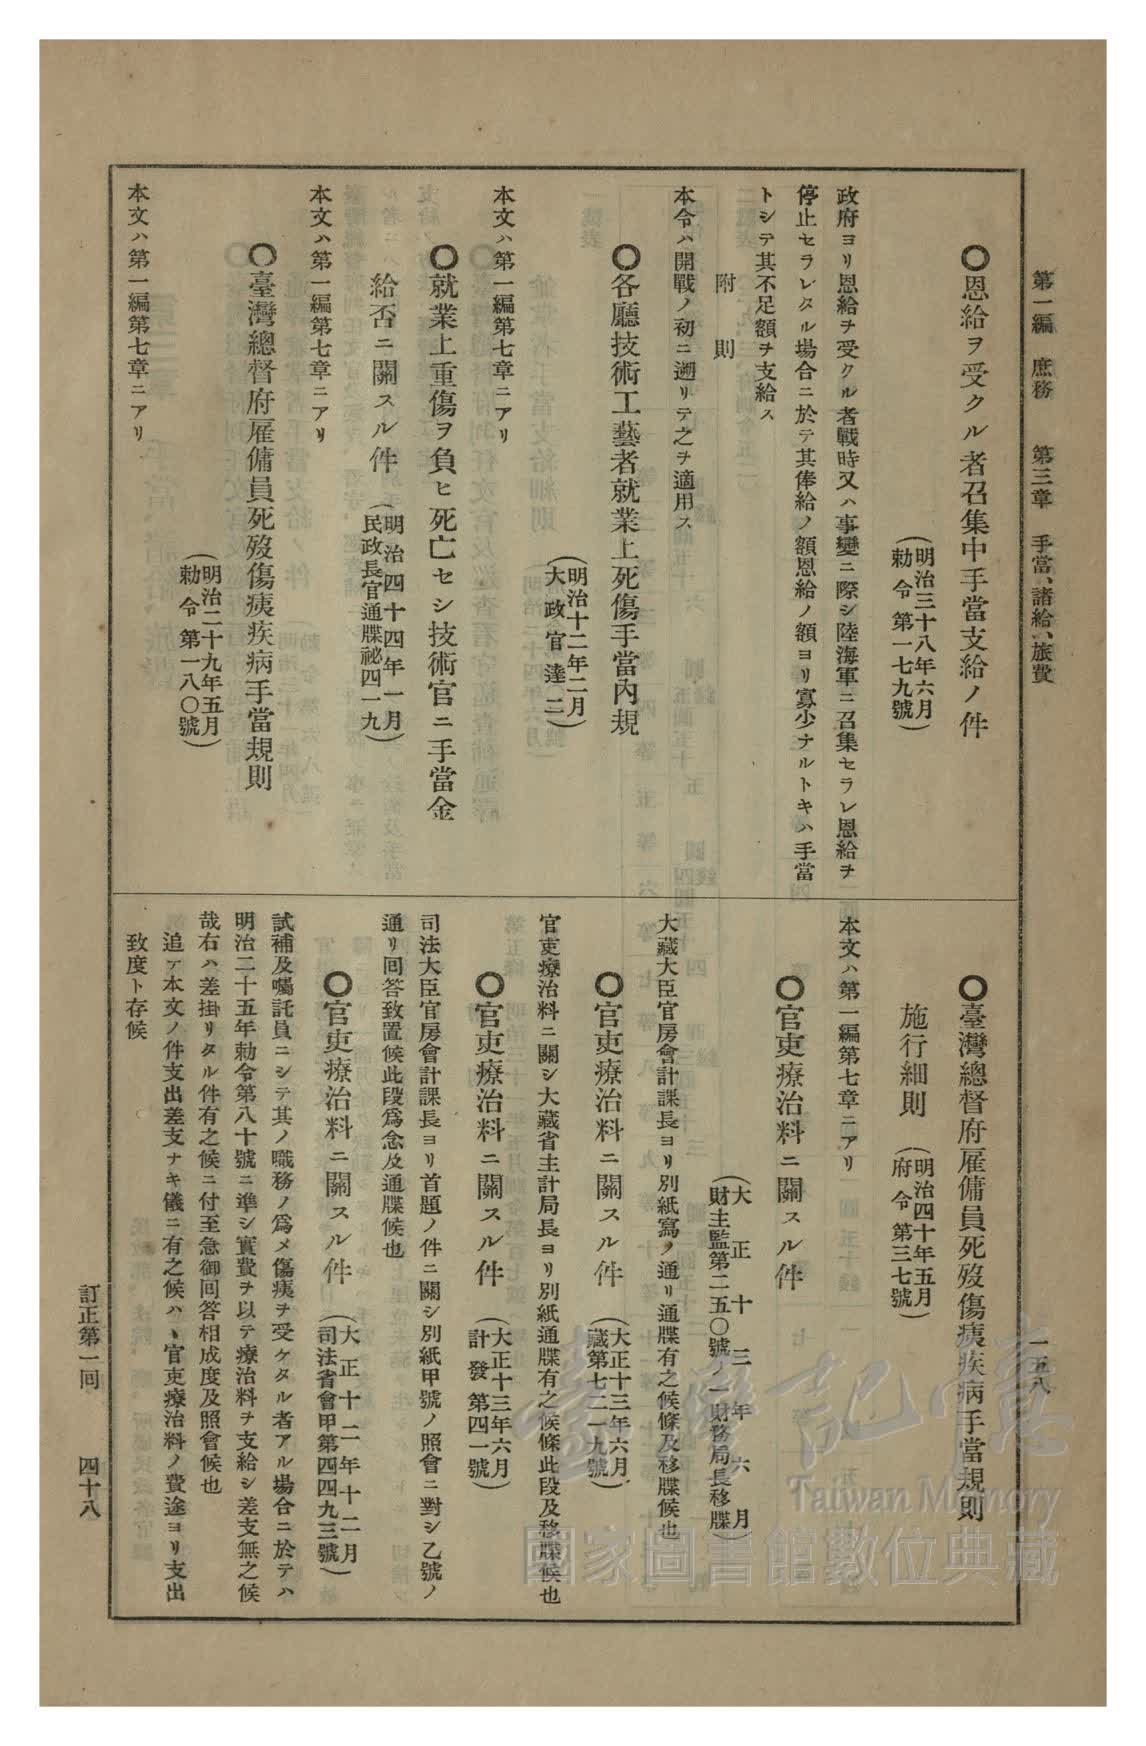 第一編　庶務　　第三章　手當、諸給、旅費　　一五八
〇恩給ヲ受クル者召集中手當支給ノ件
（明治三十八年六月
勅令第一七九號）
政府ヨリ恩給ヲ受クル者戰時又ハ事變ニ際シ陸海軍ニ召集セラレ恩給ヲ
停止セラレタル場合ニ於テ其俸給ノ額恩給ノ額ヨリ寡少ナルトキハ手當
トシテ其不足額ヲ支給ス
附　則
本令ハ開戰ノ初ニ遡リテ之ヲ適用ス
〇各廳技術工藝者就業上死傷手當內規
（明治十二年二月
大政官達〇二）
本文ハ第一編第七章ニアリ
〇就業上重傷ヲ負ヒ死亡セシ技術官ニ手當金
給否ニ關スル件
（明治四十四年一月
民政長官通牒祕四一九）
本文ハ第一編第七章ニアリ
〇臺灣總督府雇傭員死歿傷痍疾病手當規則
（明治二十九年五月
勅令第一八〇號）
本文ハ第一編第七章ニアリ
〇臺灣總督府雇傭員死歿傷痍疾病手當規則
施行細則
（明治四十年五月
府令第三七號）
本文ハ第一編第七章ニアリ
〇官吏療治料ニ關スル件
（大正十三年六月
財主監第二五〇號ノ一財務局長移牒）
大藏大臣官房會計課長ヨリ別紙寫ノ通リ通牒有之候條及移牒候也
〇官吏療治料ニ關スル件
（大正十三年六月
藏第七二一九號）
官吏療治料ニ關シ大藏省主計局長ヨリ別紙通牒有之候條此段及移牒候也
〇官吏療治料ニ關スル件
（大正十三年六月
計發第四一號）
司法大臣官房會計課長ヨリ首題ノ件ニ關シ別紙甲號ノ照會ニ對シ乙號ノ
通リ回答致置候此段爲念及通牒候也
〇官吏療治料ニ關スル件
（大正十二年十二月
司法省會甲第四四九三號）
試補及囑託員ニシテ其ノ職務ノ爲メ傷痍ヲ受ケタル者アル場合ニ於テハ
明治二十五年勅令第八十號ニ準シ實費ヲ以テ療治料ヲ支給シ差支無之候
哉右ハ差掛リタル件有之候ニ付至急御回答相成度及照會候也
追テ本文ノ件支出差支ナキ儀ニ有之候ハヽ官吏療治料ノ費途ヨリ支出
致度ト存候
訂正第一回　　四十八
臺灣記憶
Taiwan Memory
國家圖書館數位典藏